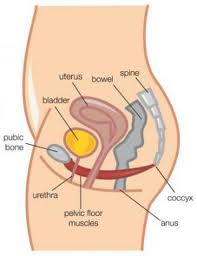 uterus
bowel
spine
bladder
pubic
bone
urethra
pelvic floor
muscles
anus
coccyx